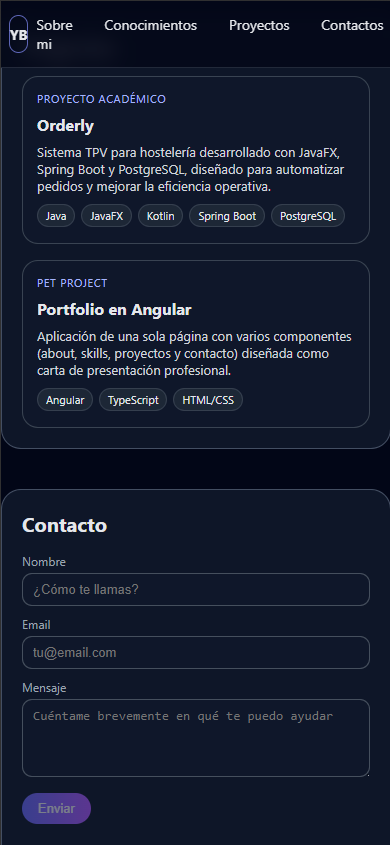 YB
Sobre mi
Conocimientos
Proyectos
Contactos
PROYECTO ACADÉMICO
Orderly
Sistema TPV para hostelería desarrollado con JavaFX,
Spring Boot y PostgreSQL, diseñado para automatizar
pedidos y mejorar la eficiencia operativa.
Java
JavaFX
Kotlin
Spring Boot
PostgreSQL
PET PROJECT
Portfolio en Angular
Aplicación de una sola página con varios componentes
(about, skills, proyectos y contacto) diseñada como
carta de presentación profesional.
Angular
TypeScript
HTML/CSS
Contacto
Nombre
¿Cómo te llamas?
Email
tu@email.com
Mensaje
Cuéntame brevemente en qué te puedo ayudar
Enviar